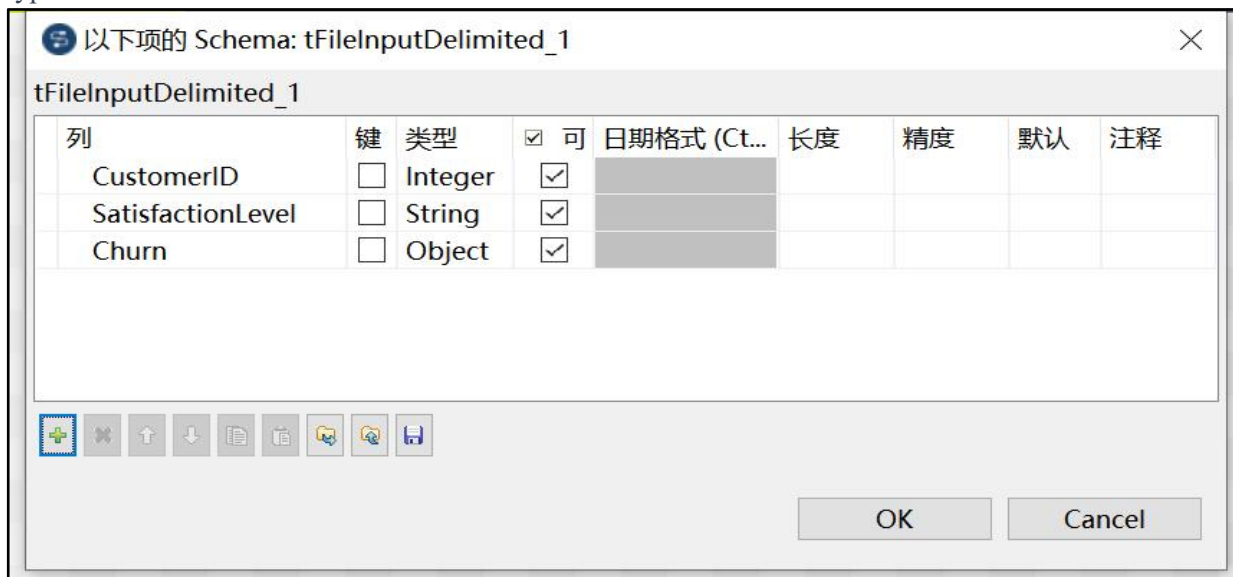 以下项的 Schema: tFileInputDelimited_1
tFileInputDelimited_1
列 键 类型 可 日期格式 (Ct... 长度 精度 默认 注释
CustomerID Integer
SatisfactionLevel String
Churn Object
OK Cancel